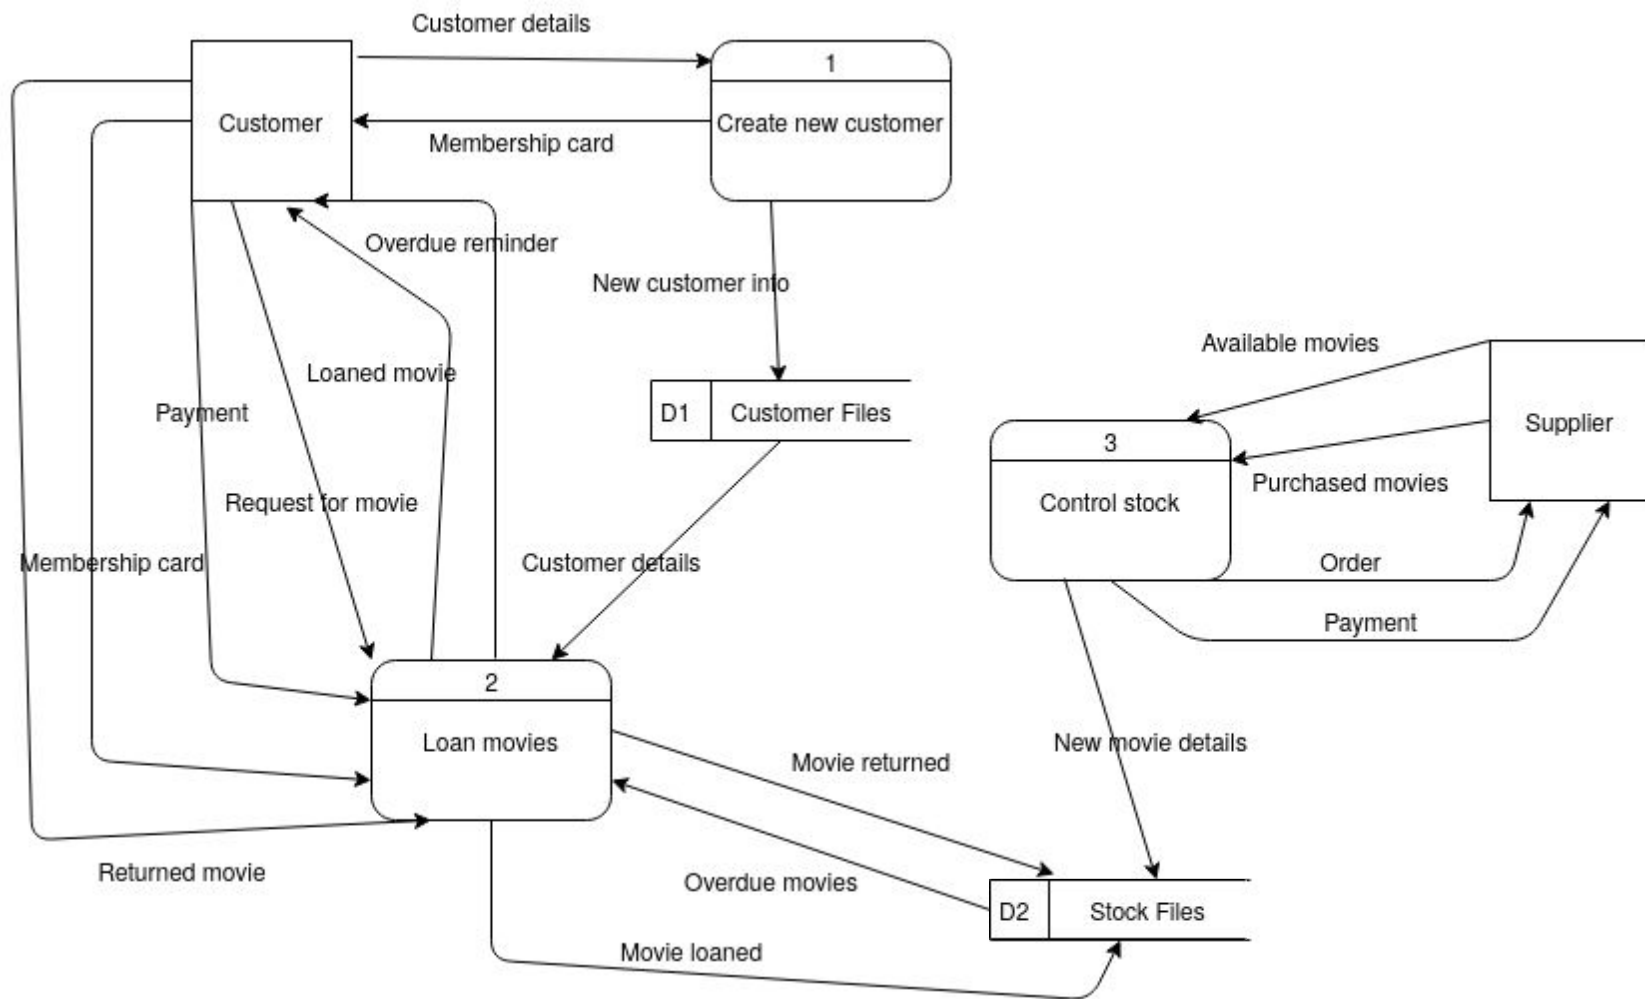 Customer details
1
Customer
Create new customer
Membership card
Overdue reminder
New customer info
Available movies
Loaned movie
Payment
D1
Customer Files
Supplier
3
Purchased movies
Request for movie
Control stock
Membership card
Customer details
Order
Payment
2
Loan movies
New movie details
Movie returned
Returned movie
Overdue movies
D2
Stock Files
Movie loaned